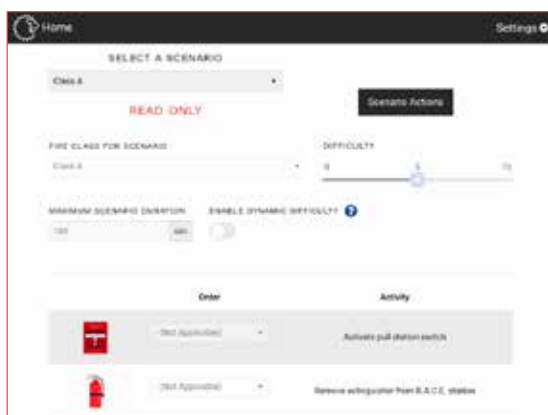 Home
Settings
SELECT A SCENARIO
Class A
READ ONLY
Scenario Actions
FIRE CLASS FOR SCENARIO
Class A
DIFFICULTY
0 5 10
MAXIMUM SCENARIO DURATION
sec
ENABLE DYNAMIC DIFFICULTY ?
Order
Activity
(Not Applicable)
Activate pull station switch
(Not Applicable)
Remove extinguisher from R.A.C.E. station